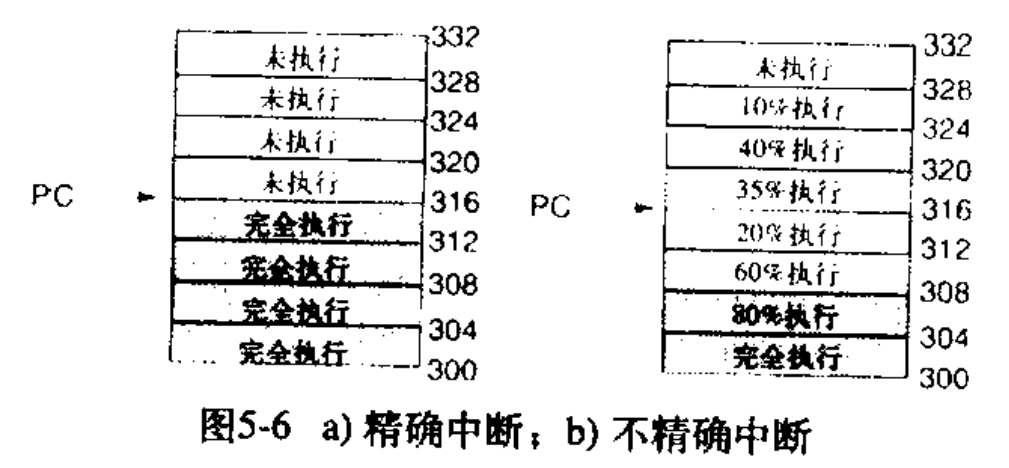 332
未执行
328
未执行
324
未执行
320
未执行
PC
316
完全执行
312
完全执行
308
完全执行
304
完全执行
300
332
未执行
328
10%执行
324
40%执行
320
35%执行
PC
316
20%执行
312
60%执行
308
80%执行
304
完全执行
300
图5-6 a) 精确中断；b) 不精确中断